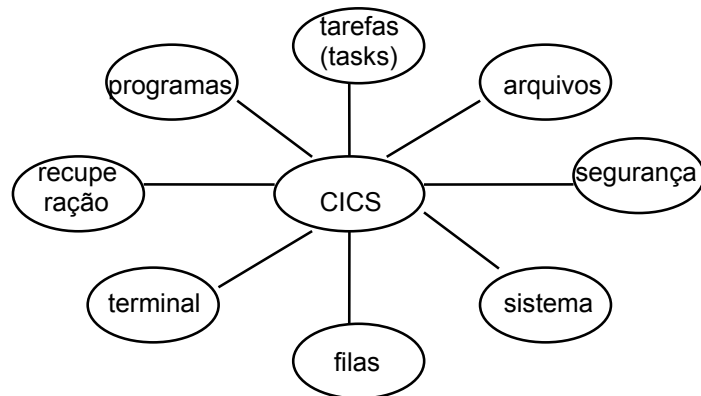 tarefas
(tasks)
programas
arquivos
recupe
ração
CICS
segurança
terminal
sistema
filas